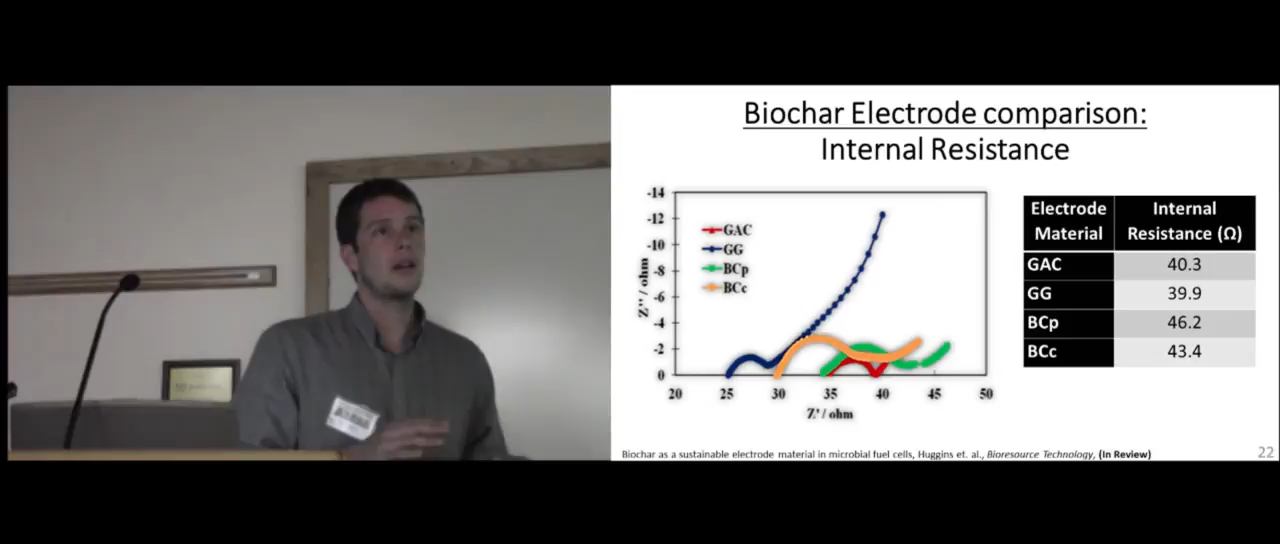 Biochar Electrode comparison:
Internal Resistance
-14
-12
-10
-8
-6
-4
-2
0
Z'' / ohm
GAC
GG
BCp
BCc
20 25 30 35 40 45 50
Z' / ohm
Electrode Material Internal Resistance (Ω)
GAC 40.3
GG 39.9
BCp 46.2
BCc 43.4
Biochar as a sustainable electrode material in microbial fuel cells, Huggins et. al., Bioresource Technology, (In Review)
22